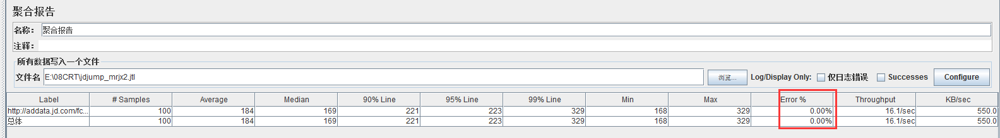 聚合报告
名称： 聚合报告
注释：
所有数据写入一个文件
文件名 E:\08CRT\jdjump_mrjx2.jtl 浏览... Log/Display Only: 仅日志错误 Successes Configure
Label # Samples Average Median 90% Line 95% Line 99% Line Min Max Error % Throughput KB/sec
http://addata.jd.com/fc... 100 184 169 221 223 329 168 329 0.00% 16.1/sec 550.0
总体 100 184 169 221 223 329 168 329 0.00% 16.1/sec 550.0